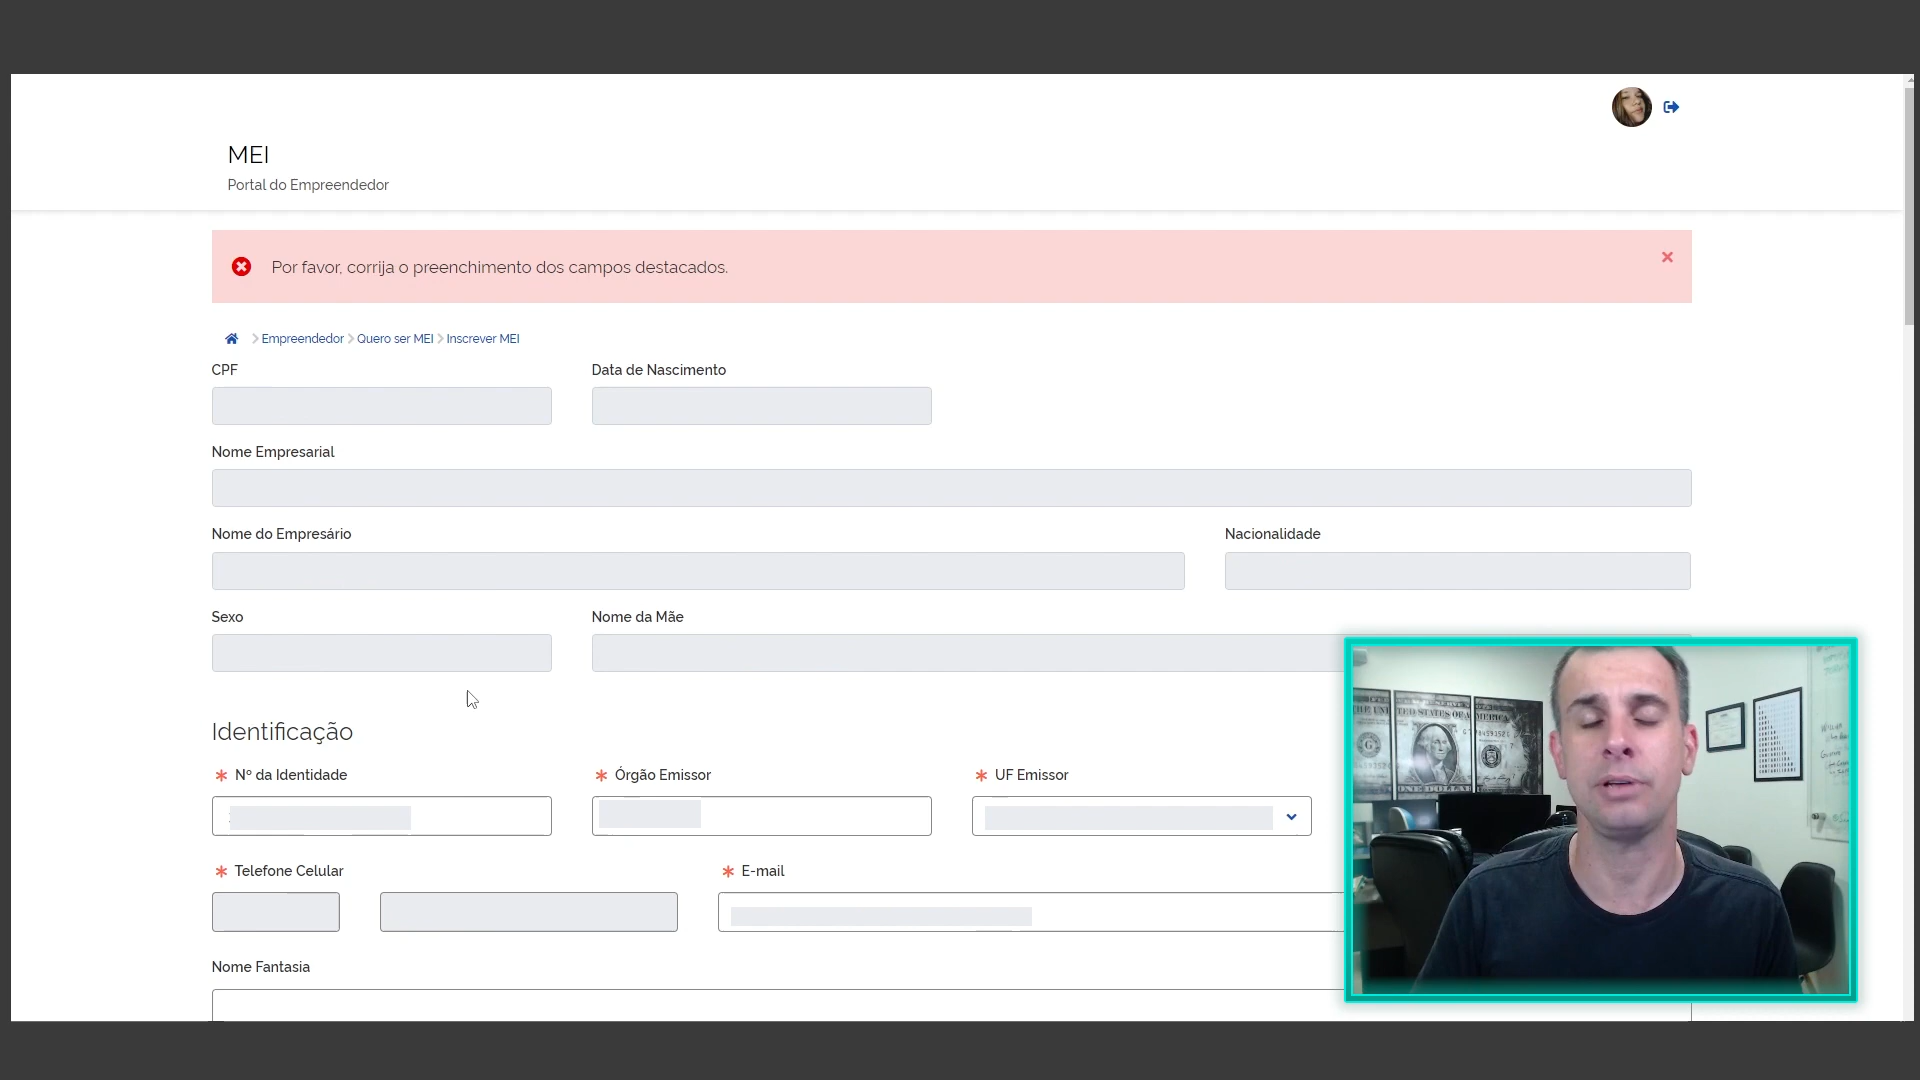 MEI
Portal do Empreendedor
Por favor, corrija o preenchimento dos campos destacados.
Empreendedor
Quero ser MEI
Inscrever MEI
CPF
Data de Nascimento
Nome Empresarial
Nome do Empresário
Nacionalidade
Sexo
Nome da Mãe
Identificação
* Nº da Identidade
* Órgão Emissor
* UF Emissor
* Telefone Celular
* E-mail
Nome Fantasia